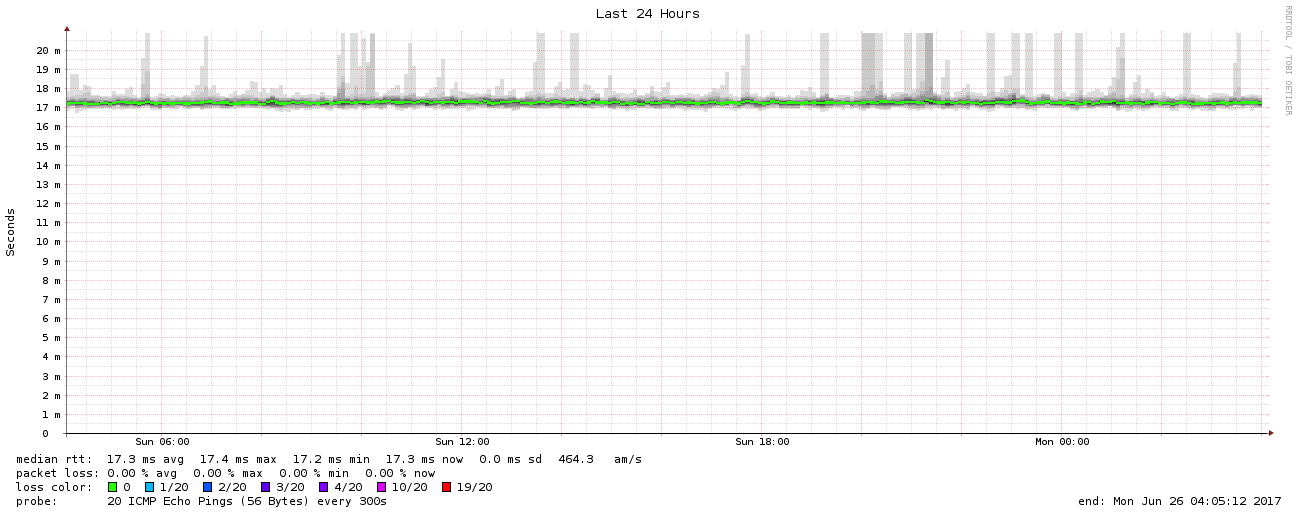 Last 24 Hours
RRDTOOL / TOBI OETIKER
Seconds
20 m
19 m
18 m
17 m
16 m
15 m
14 m
13 m
12 m
11 m
10 m
9 m
8 m
7 m
6 m
5 m
4 m
3 m
2 m
1 m
0
Sun 06:00 Sun 12:00 Sun 18:00 Mon 00:00
median rtt: 17.3 ms avg 17.4 ms max 17.2 ms min 17.3 ms now 0.0 ms sd 464.3 am/s
packet loss: 0.00 % avg 0.00 % max 0.00 % min 0.00 % now
loss color: 0 1/20 2/20 3/20 4/20 10/20 19/20
probe: 20 ICMP Echo Pings (56 Bytes) every 300s end: Mon Jun 26 04:05:12 2017